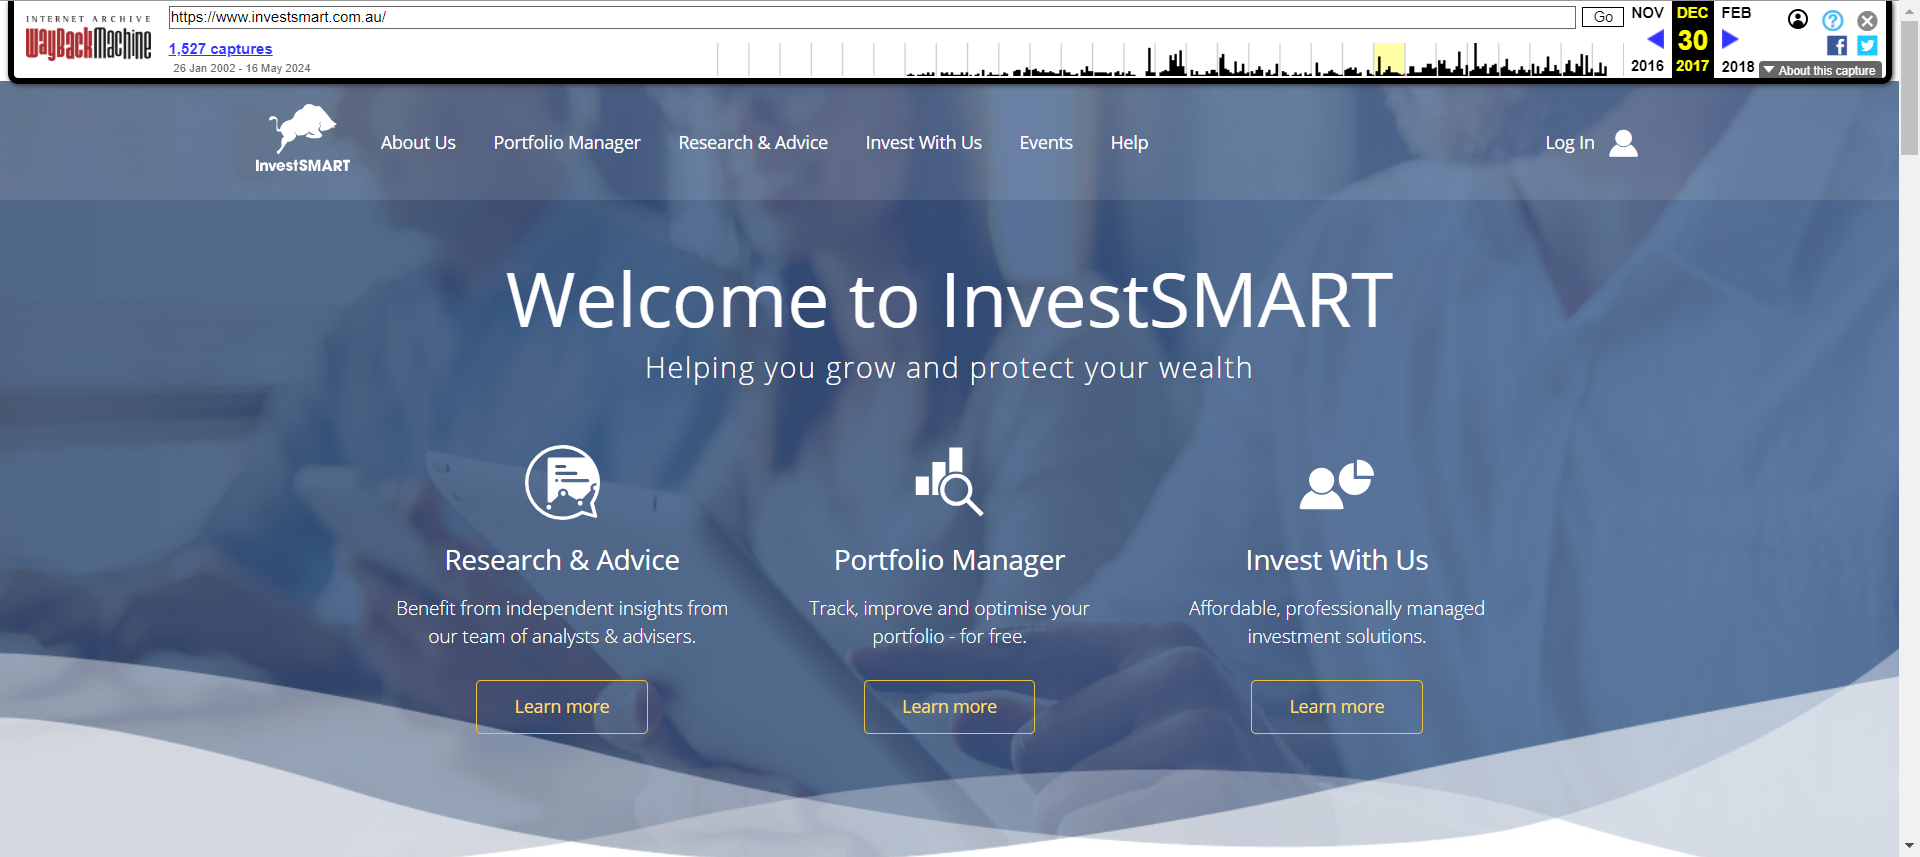 INTERNET ARCHIVE
WayBackMachine
https://www.investsmart.com.au/
Go
1,527 captures
26 Jan 2002 - 16 May 2024
NOV DEC FEB
30
2016 2017 2018
About this capture
InvestSMART
About Us Portfolio Manager Research & Advice Invest With Us Events Help Log In
Welcome to InvestSMART
Helping you grow and protect your wealth
Research & Advice
Benefit from independent insights from
our team of analysts & advisers.
Learn more
Portfolio Manager
Track, improve and optimise your
portfolio - for free.
Learn more
Invest With Us
Affordable, professionally managed
investment solutions.
Learn more